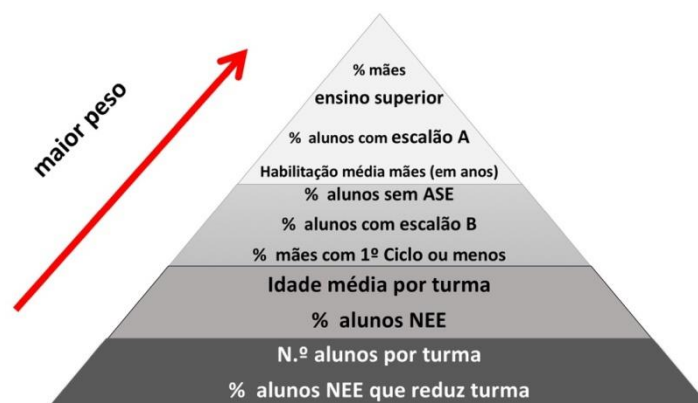 maior peso
% mães
ensino superior
% alunos com escalão A
Habilitação média mães (em anos)
% alunos sem ASE
% alunos com escalão B
% mães com 1º Ciclo ou menos
Idade média por turma
% alunos NEE
N.º alunos por turma
% alunos NEE que reduz turma